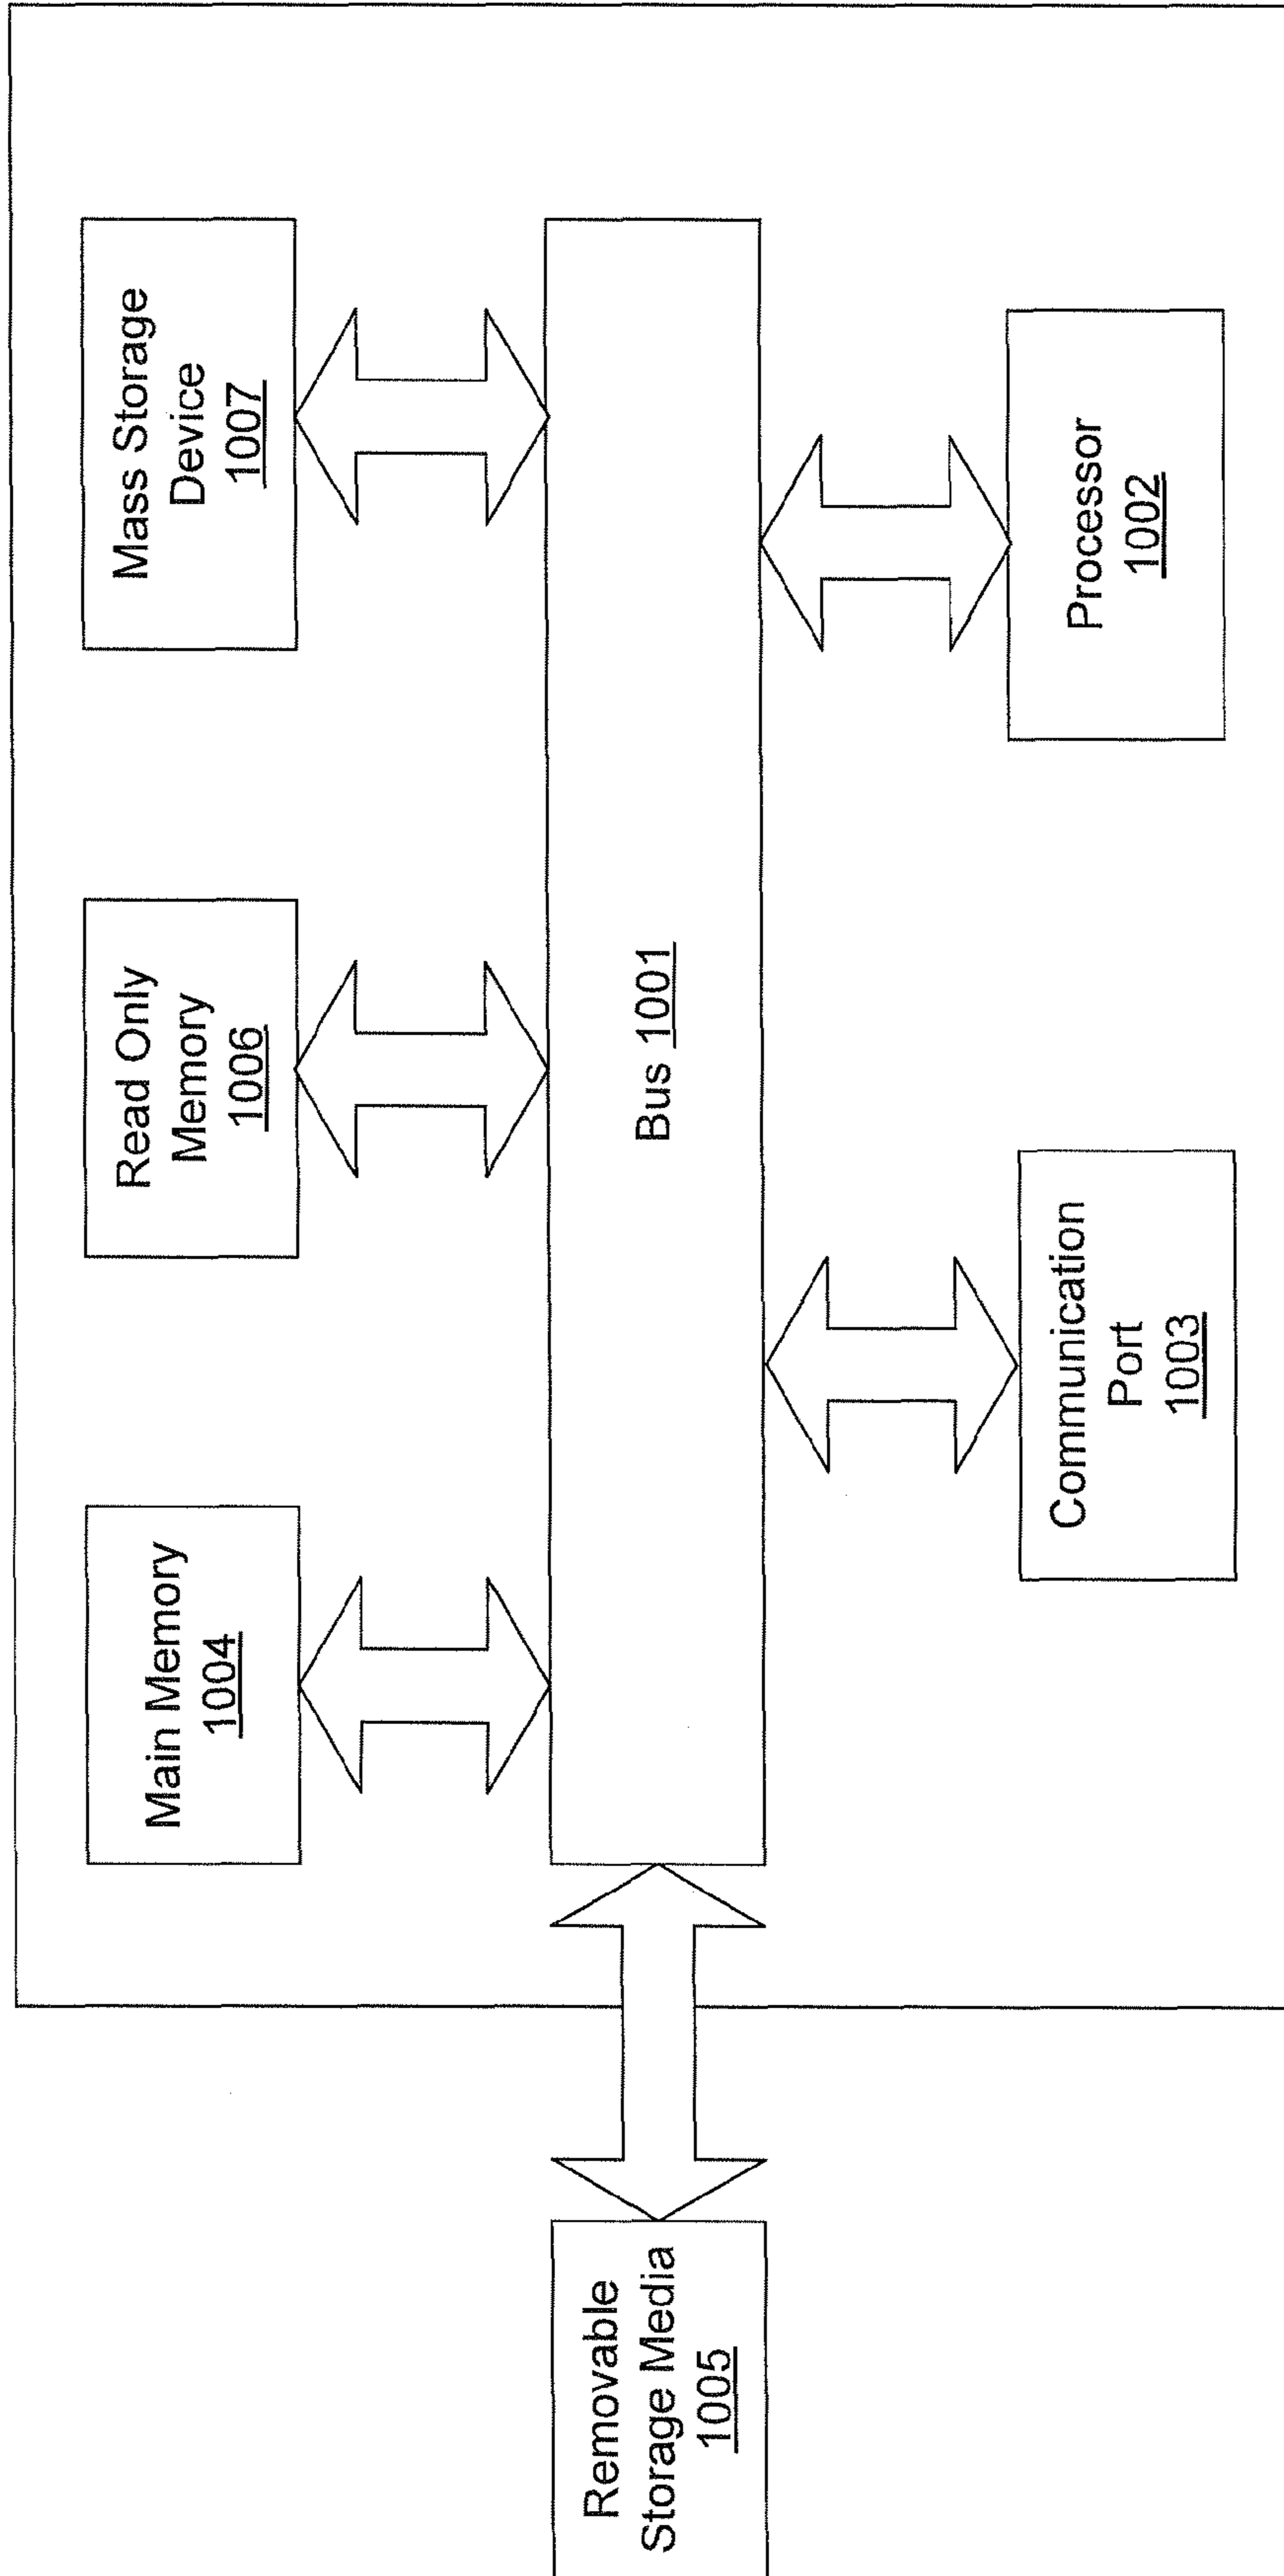 Main Memory
1004
Read Only
Memory
1006
Mass Storage
Device
1007
Removable
Storage Media
1005
Bus 1001
Communication
Port
1003
Processor
1002